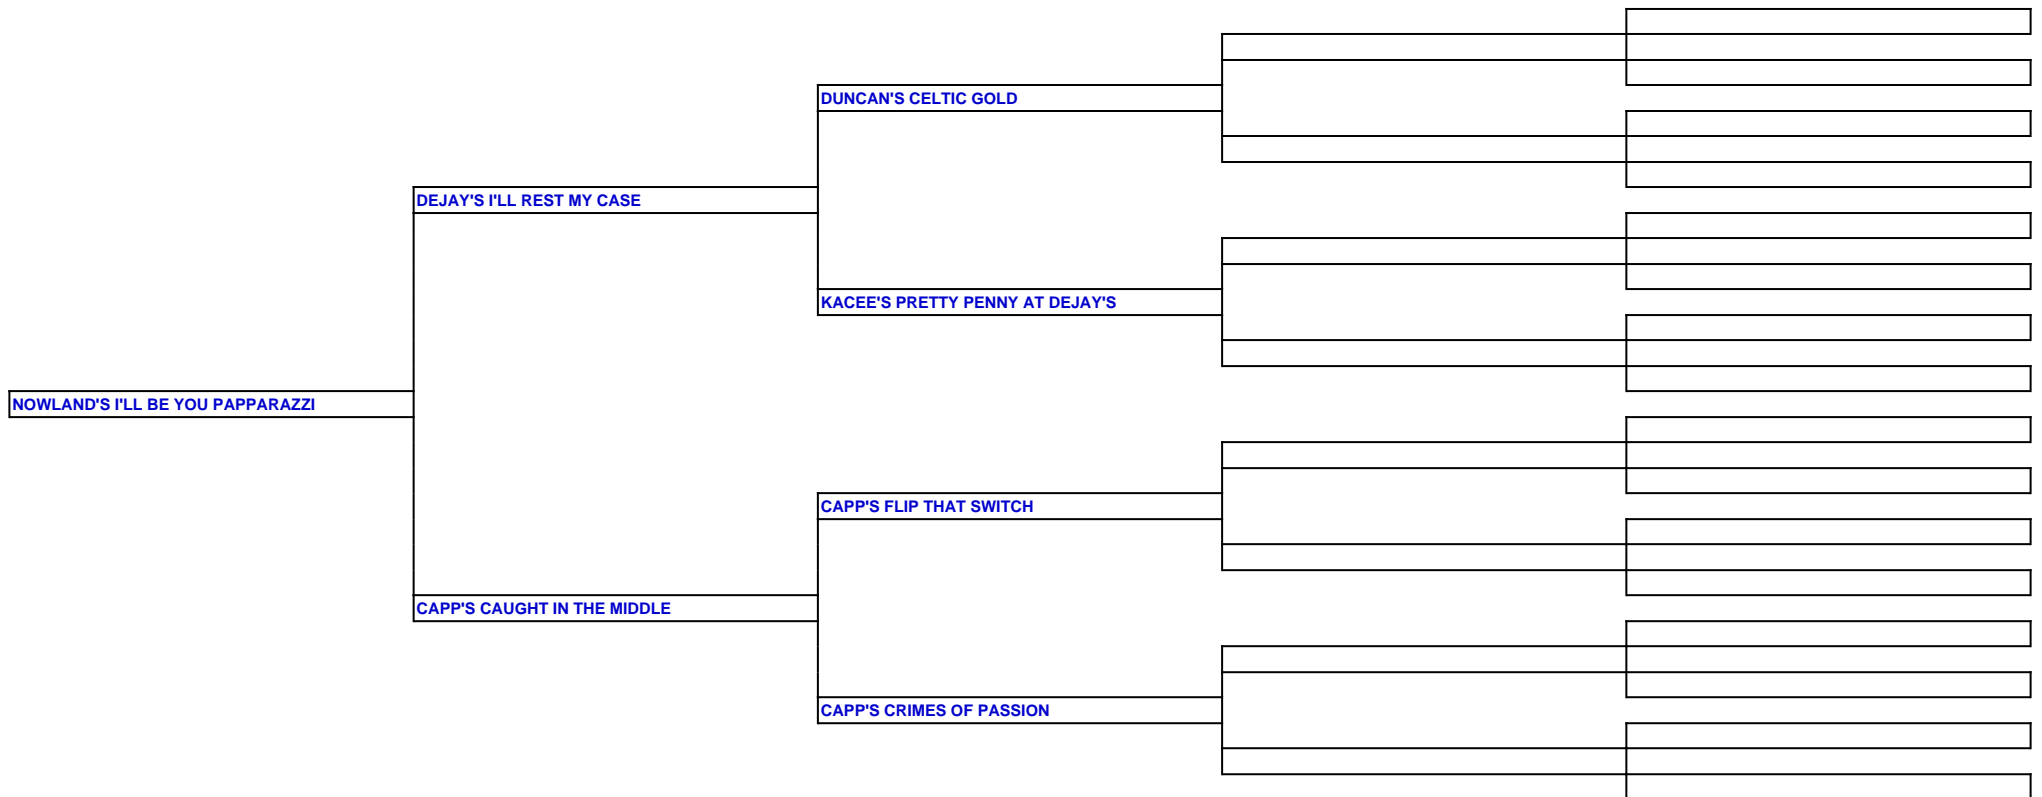 DUNCAN'S CELTIC GOLD
DEJAY'S I'LL REST MY CASE
KACEE'S PRETTY PENNY AT DEJAY'S
NOWLAND'S I'LL BE YOU PAPPARAZZI
CAPP'S FLIP THAT SWITCH
CAPP'S CAUGHT IN THE MIDDLE
CAPP'S CRIMES OF PASSION